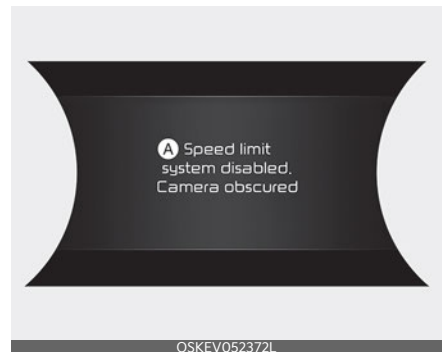 A Speed limit
system disabled.
Camera obscured
OSKEV052372L